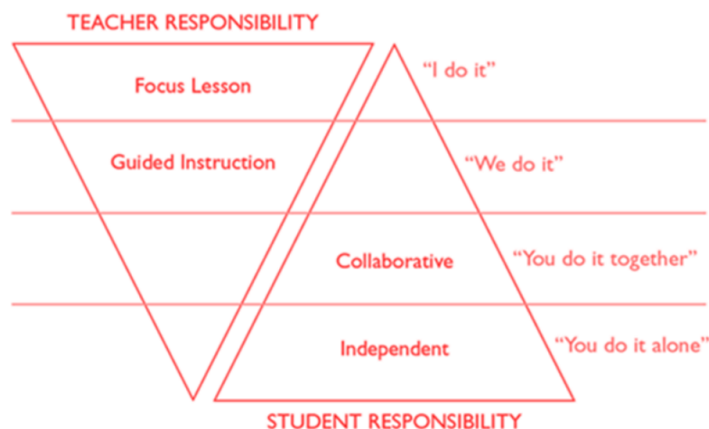 TEACHER RESPONSIBILITY
Focus Lesson
“I do it”
Guided Instruction
“We do it”
Collaborative
“You do it together”
Independent
“You do it alone”
STUDENT RESPONSIBILITY